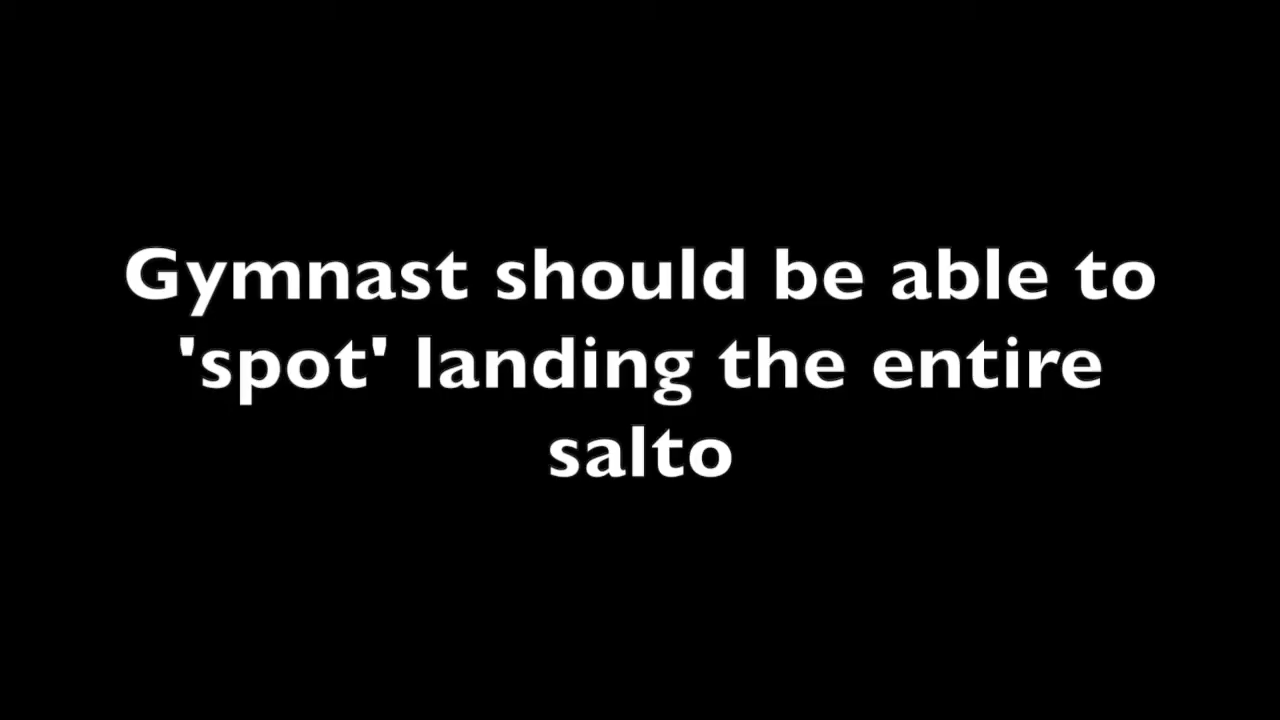 Gymnast should be able to
'spot' landing the entire
salto